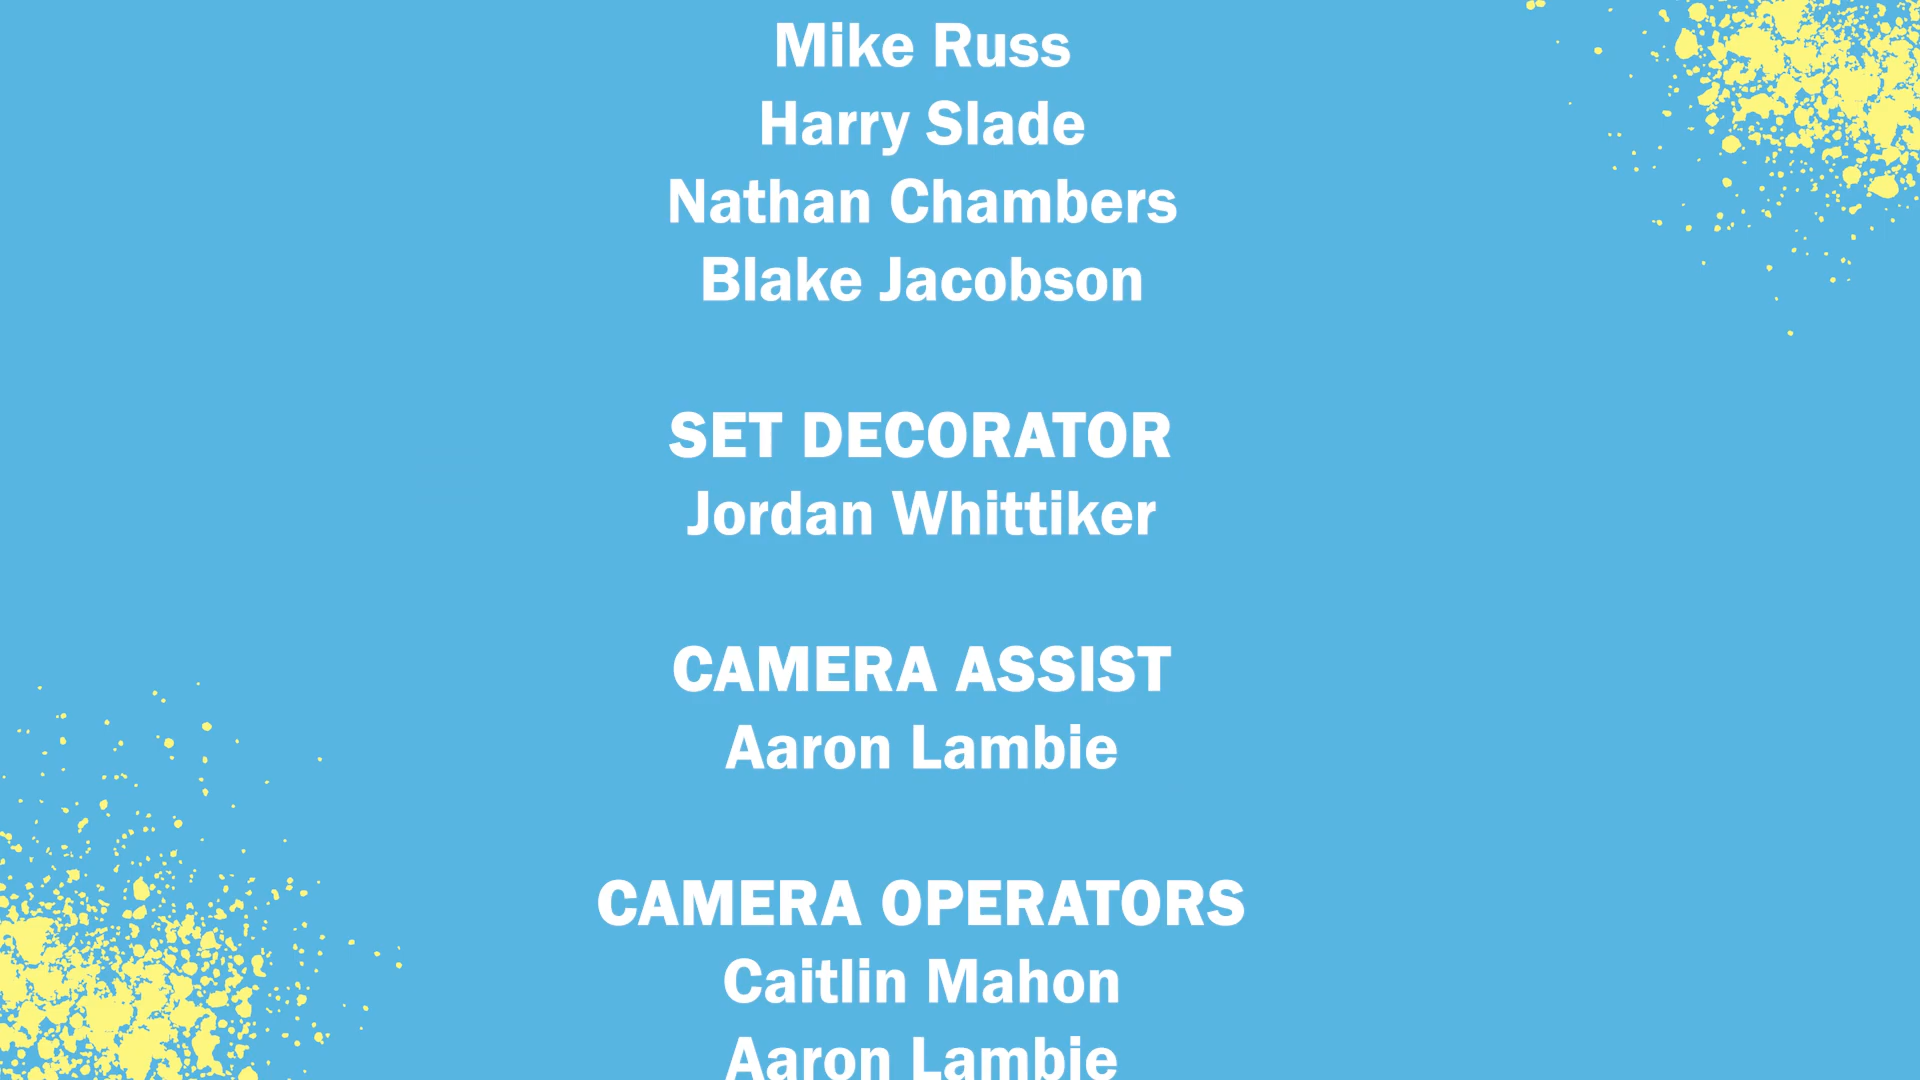 Mike Russ
Harry Slade
Nathan Chambers
Blake Jacobson
SET DECORATOR
Jordan Whittiker
CAMERA ASSIST
Aaron Lambie
CAMERA OPERATORS
Caitlin Mahon
Aaron Lambie